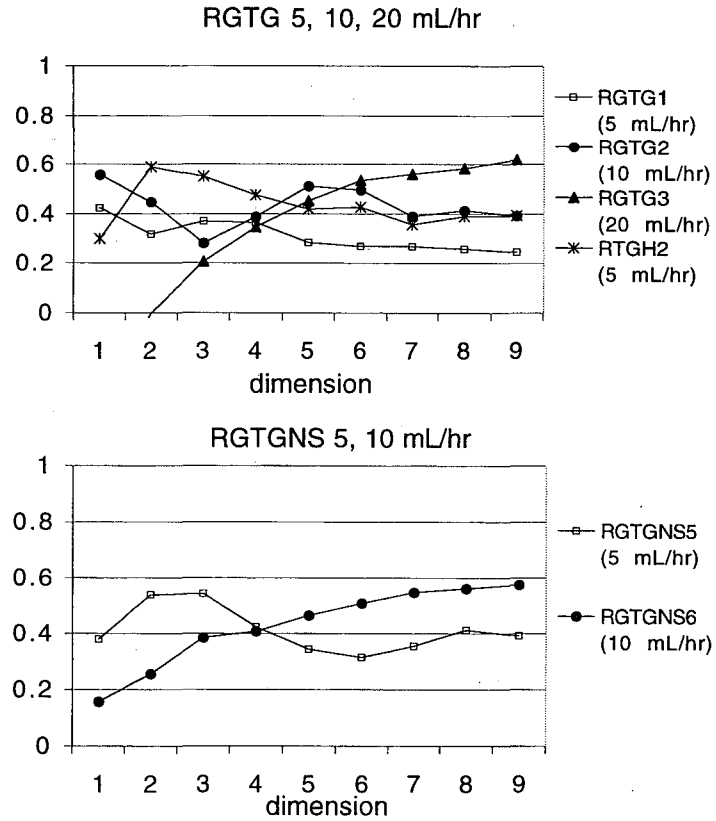 RGTG 5, 10, 20 mL/hr
1
0.8
0.6
0.4
0.2
0
1 2 3 4 5 6 7 8 9
dimension
RGTG1
(5 mL/hr)
RGTG2
(10 mL/hr)
RGTG3
(20 mL/hr)
RTGH2
(5 mL/hr)
RGTGNS 5, 10 mL/hr
1
0.8
0.6
0.4
0.2
0
1 2 3 4 5 6 7 8 9
dimension
RGTGNS5
(5 mL/hr)
RGTGNS6
(10 mL/hr)